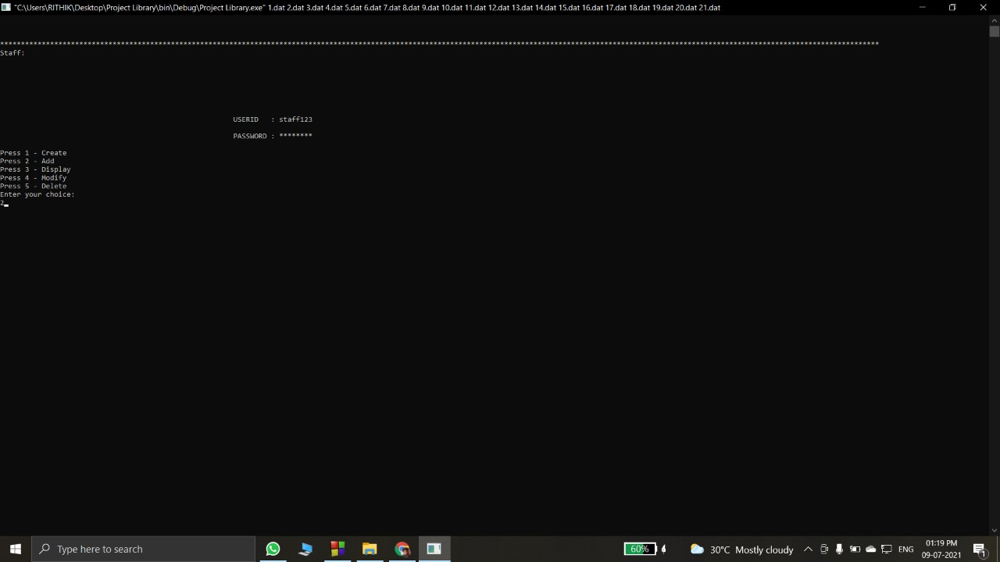 "C:\Users\RITHIK\Desktop\Project Library\bin\Debug\Project Library.exe" 1.dat 2.dat 3.dat 4.dat 5.dat 6.dat 7.dat 8.dat 9.dat 10.dat 11.dat 12.dat 13.dat 14.dat 15.dat 16.dat 17.dat 18.dat 19.dat 20.dat 21.dat
*******************************************************************************************************************************************************************************************************************
Staff:
USERID   : staff123
PASSWORD : ********
Press 1 - Create
Press 2 - Add
Press 3 - Display
Press 4 - Modify
Press 5 - Delete
Enter your choice:
2
Type here to search
60%
30°C Mostly cloudy
ENG
01:19 PM
09-07-2021
1